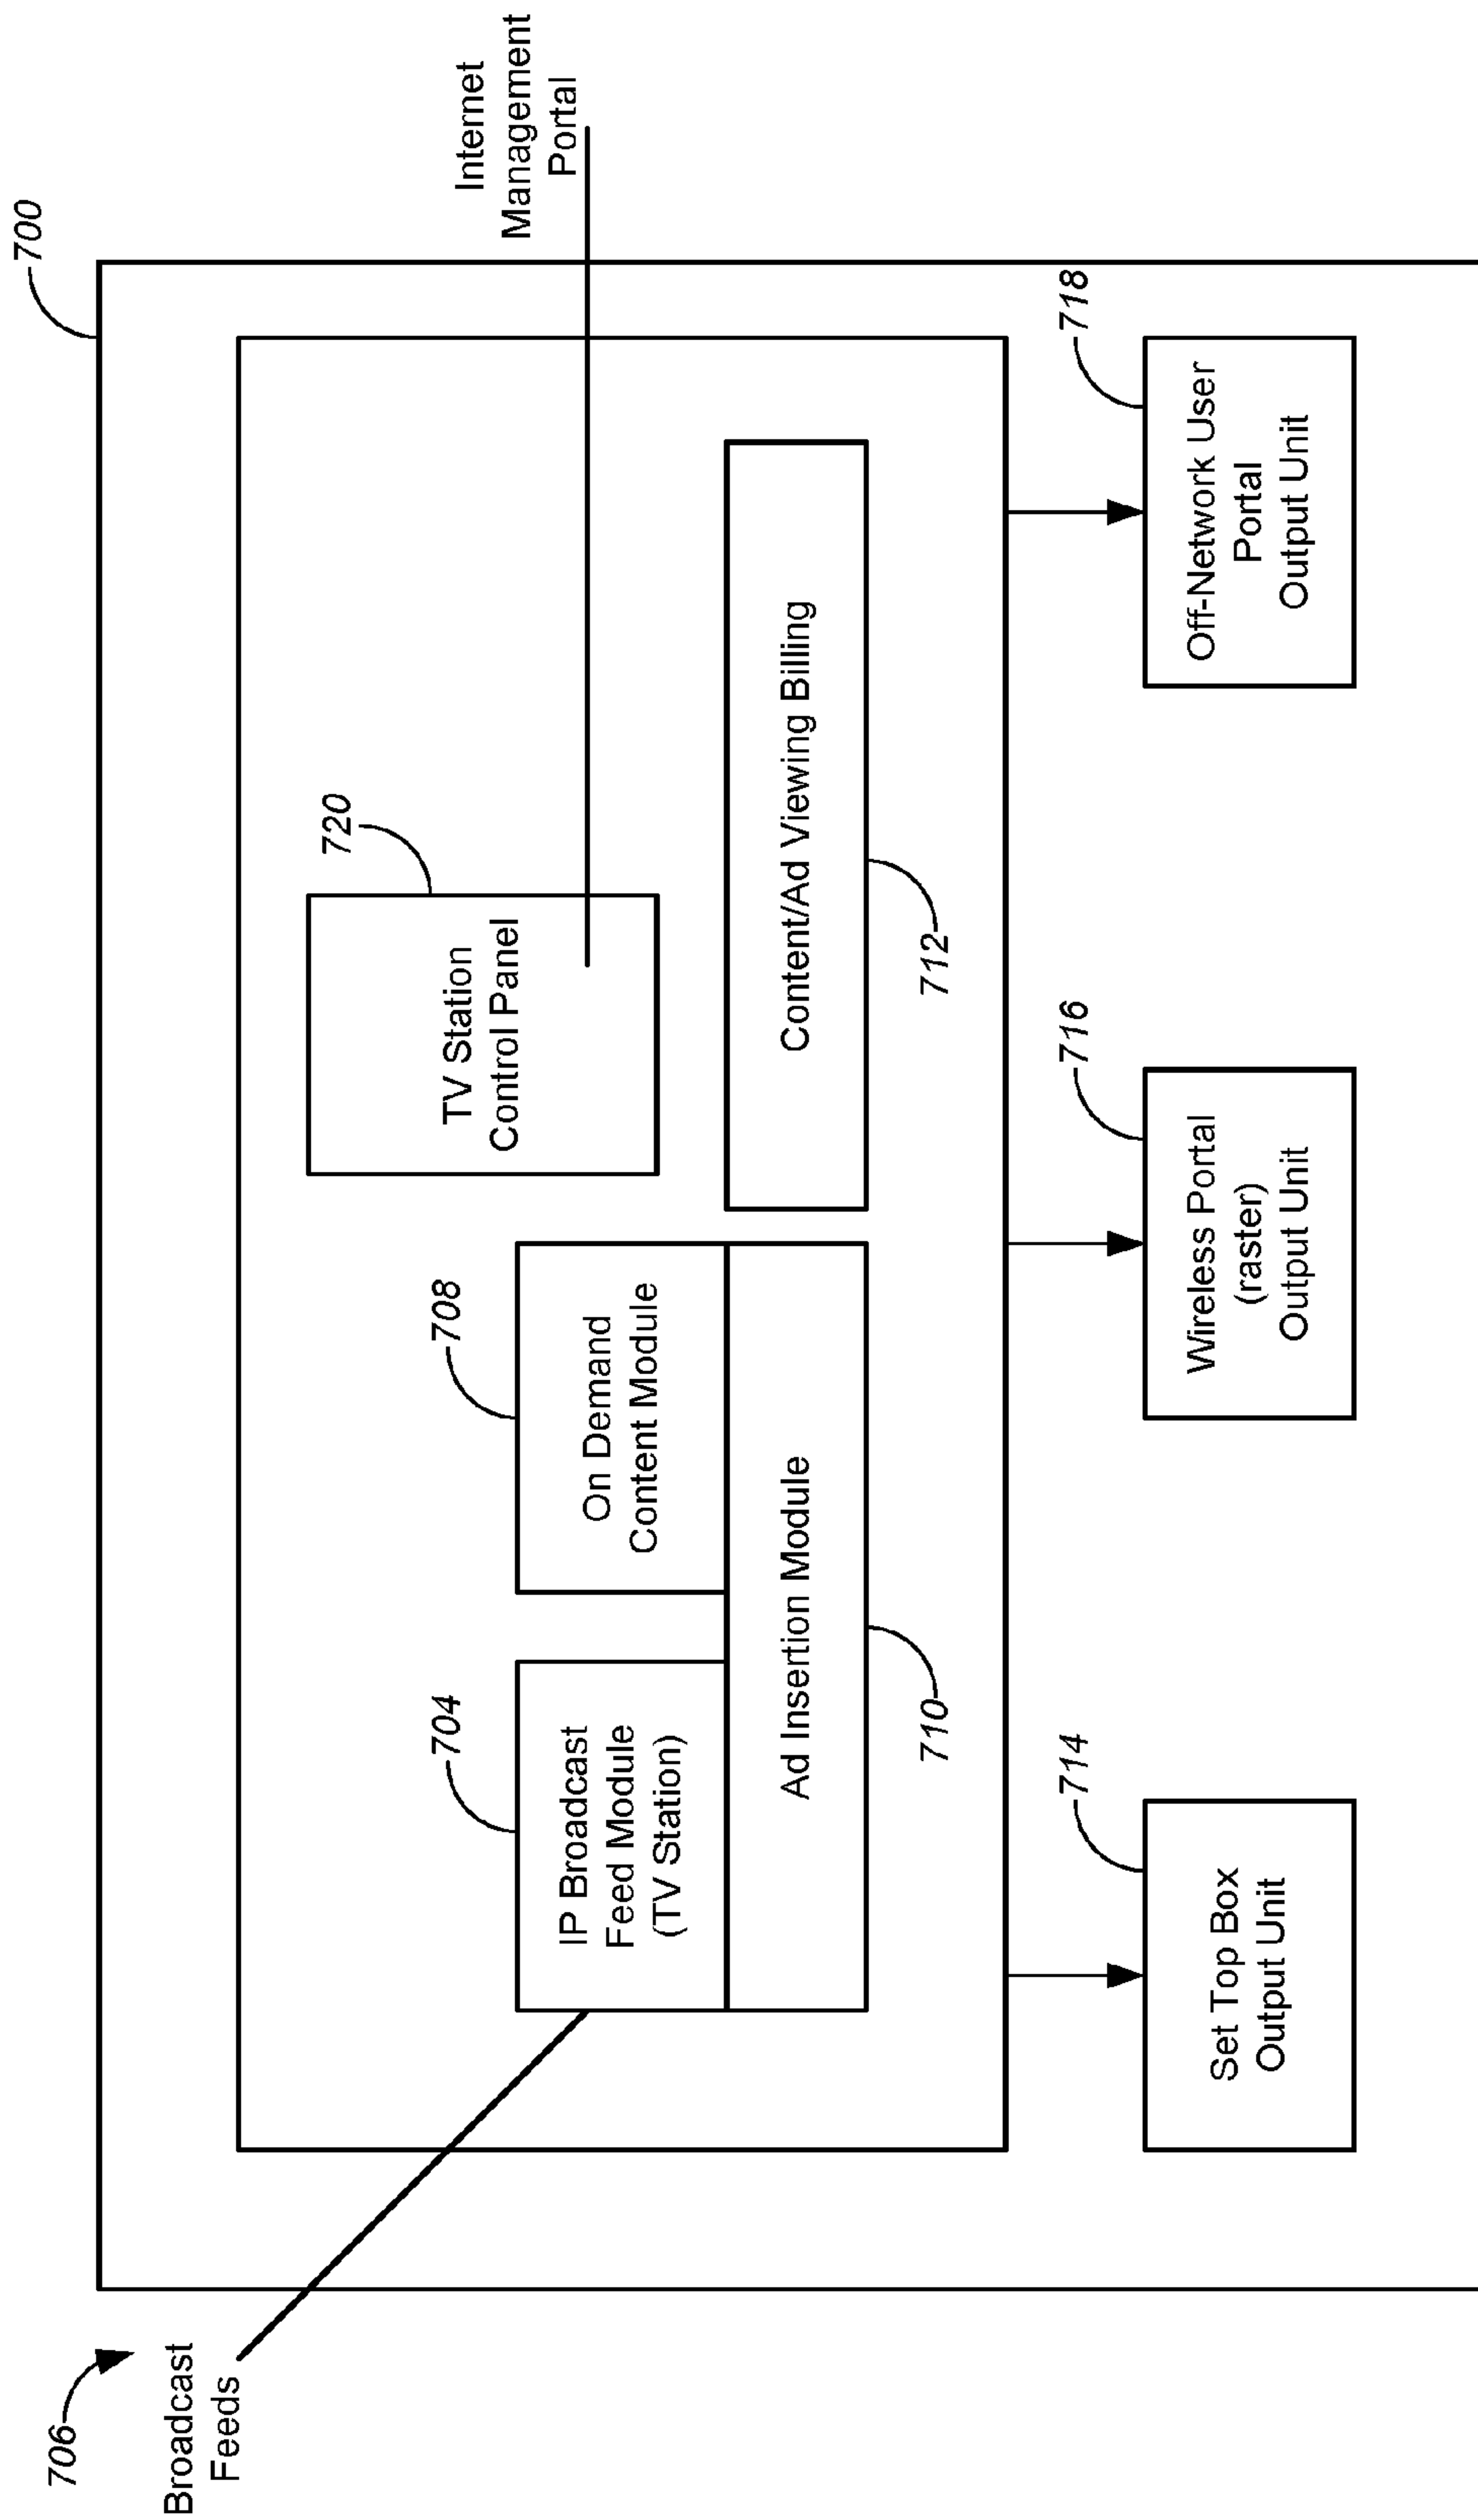 700
706
Broadcast
Feeds
Internet
Management
Portal
720
TV Station
Control Panel
704
IP Broadcast
Feed Module
(TV Station)
708
On Demand
Content Module
Ad Insertion Module
710
Content/Ad Viewing Billing
712
714
Set Top Box
Output Unit
716
Wireless Portal
(raster)
Output Unit
718
Off-Network User
Portal
Output Unit